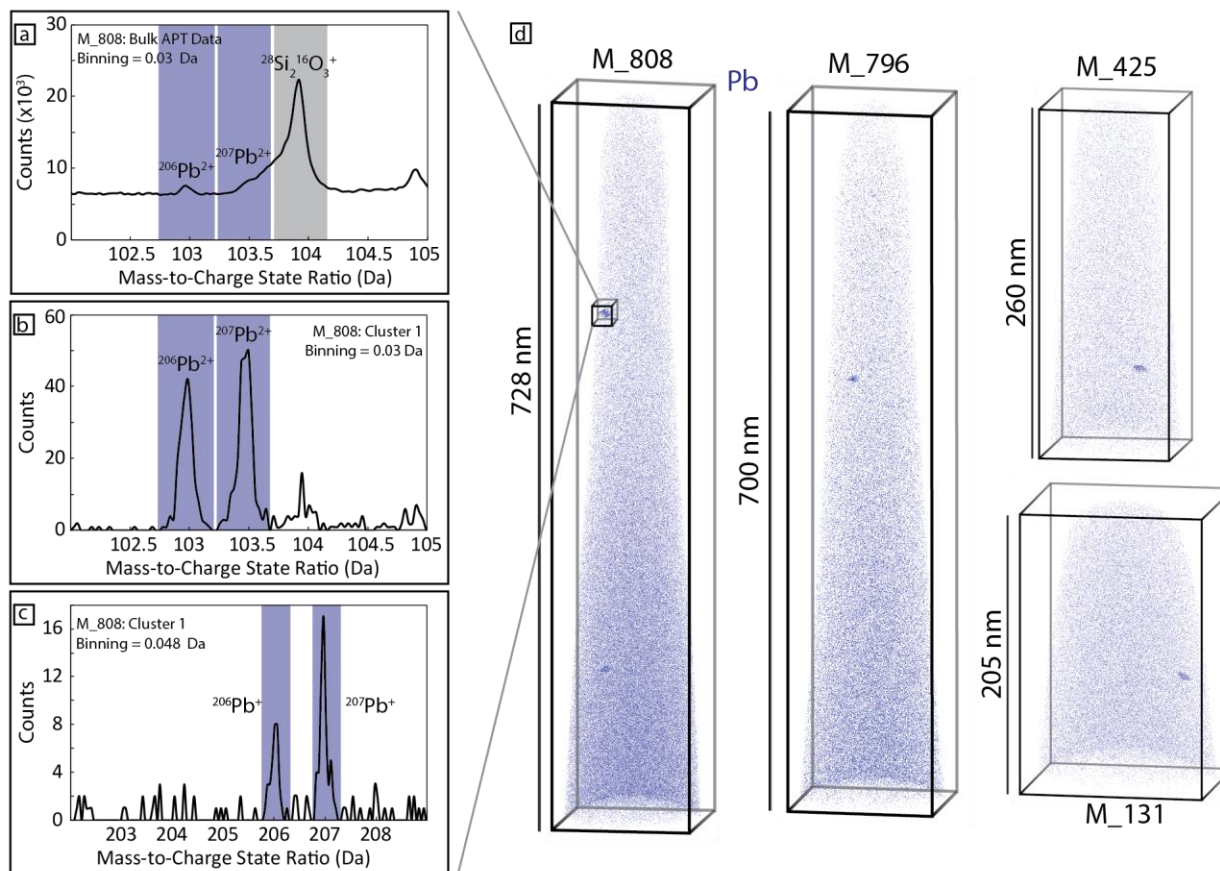 a
M_808: Bulk APT Data
Binning = 0.03 Da
²⁸Si₂¹⁶O₃⁺
²⁰⁶Pb²⁺
²⁰⁷Pb²⁺
30
20
10
0
Counts (x10³)
102.5 103 103.5 104 104.5 105
Mass-to-Charge State Ratio (Da)
b
M_808: Cluster 1
Binning = 0.03 Da
²⁰⁶Pb²⁺
²⁰⁷Pb²⁺
60
40
20
0
Counts
102.5 103 103.5 104 104.5 105
Mass-to-Charge State Ratio (Da)
c
M_808: Cluster 1
Binning = 0.048 Da
²⁰⁶Pb⁺
²⁰⁷Pb⁺
16
12
8
4
0
Counts
203 204 205 206 207 208
Mass-to-Charge State Ratio (Da)
d
Pb
M_808
728 nm
M_796
700 nm
M_425
260 nm
205 nm
M_131